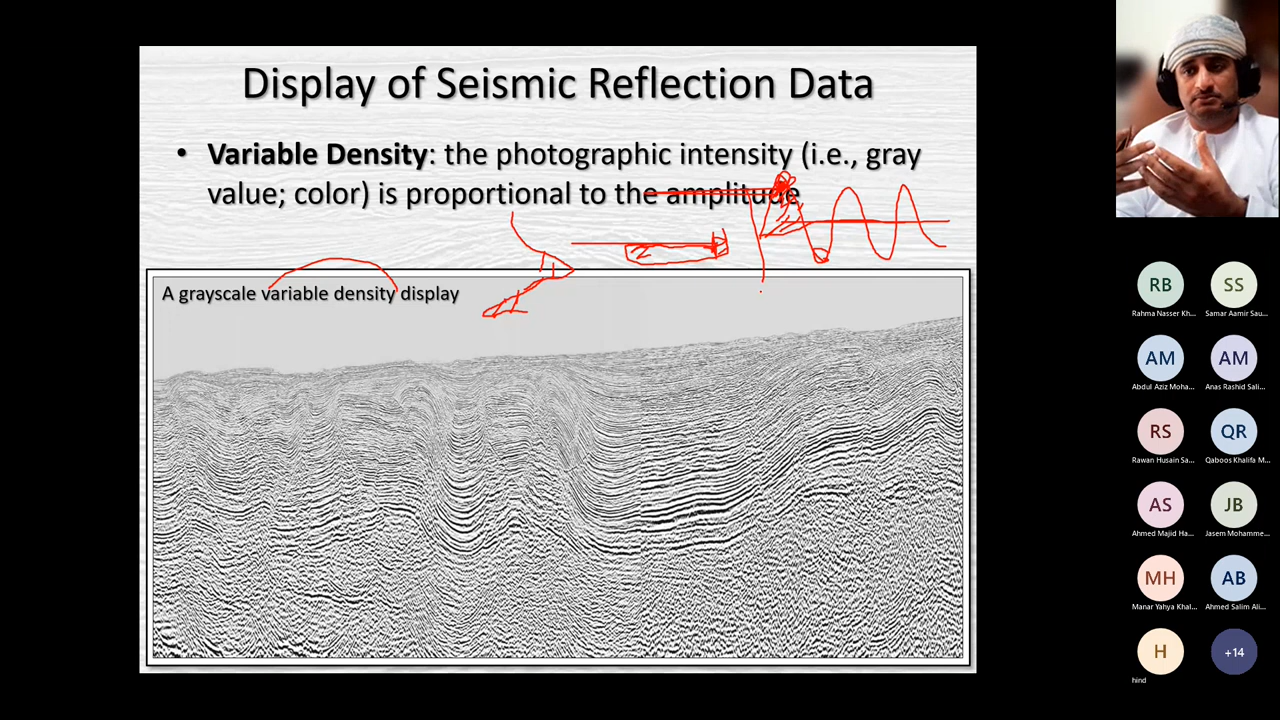 Display of Seismic Reflection Data
• Variable Density: the photographic intensity (i.e., gray
value; color) is proportional to the amplitude
A grayscale variable density display
RB
SS
Rahma Nasser Kh...
Samar Aamir Sau...
AM
AM
Abdul Aziz Moha...
Anas Rashid Sali...
RS
QR
Rawan Husain Sa...
Qaboos Khalifa M...
AS
JB
Ahmed Majid Ha...
Jasem Mohamme...
MH
AB
Manar Yahya Khal...
Ahmed Salim Ali...
H
+14
hind